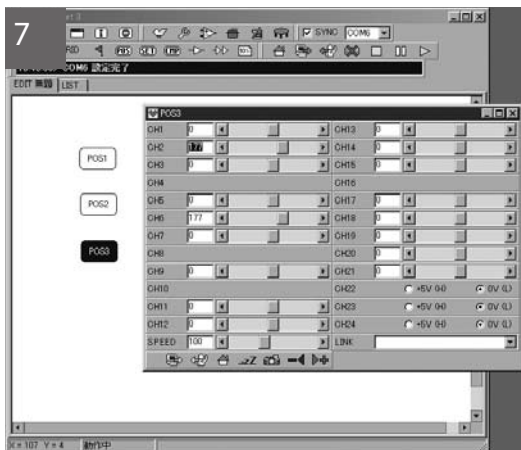 7
SYNC COM6
COM6 設定完了
EDIT 無題 LIST
POS3
CH1 0 CH13 0
CH2 177 CH14 0
CH3 0 CH15 0
CH4 CH16
CH5 0 CH17 0
CH6 177 CH18 0
CH7 0 CH19 0
CH8 CH20 0
CH9 0 CH21 0
CH10 CH22 +5V (H) 0V (L)
CH11 0 CH23 +5V (H) 0V (L)
CH12 0 CH24 +5V (H) 0V (L)
SPEED 100 LINK
POS1
POS2
POS3
X = 107 Y = 4 動作中